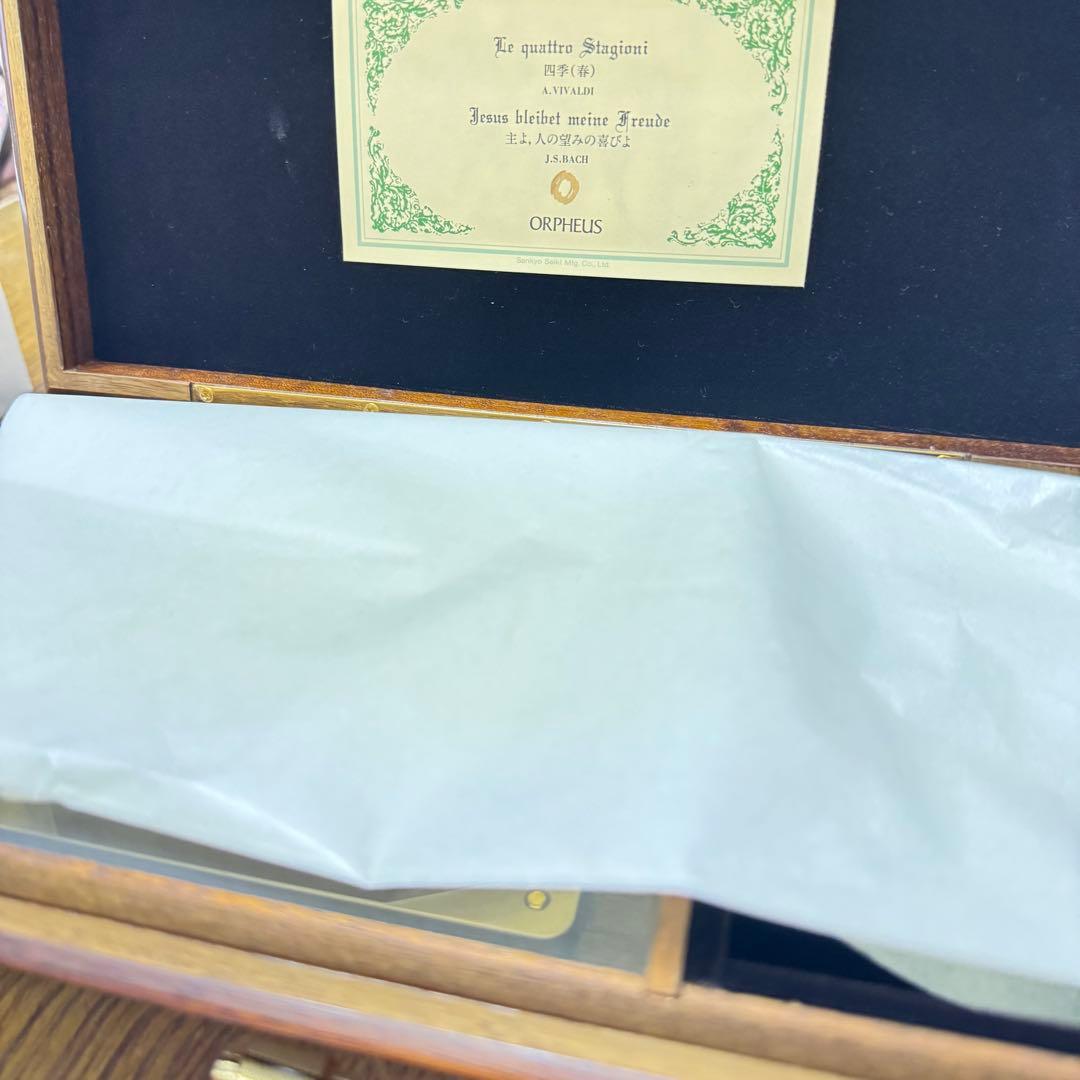 Le quattro Stagioni
四季(春)
A.VIVALDI
Jesus bleibet meine Freude
主よ,人の望みの喜びよ
J.S.BACH
ORPHEUS
Sankyo Seiki Mfg. Co., Ltd.